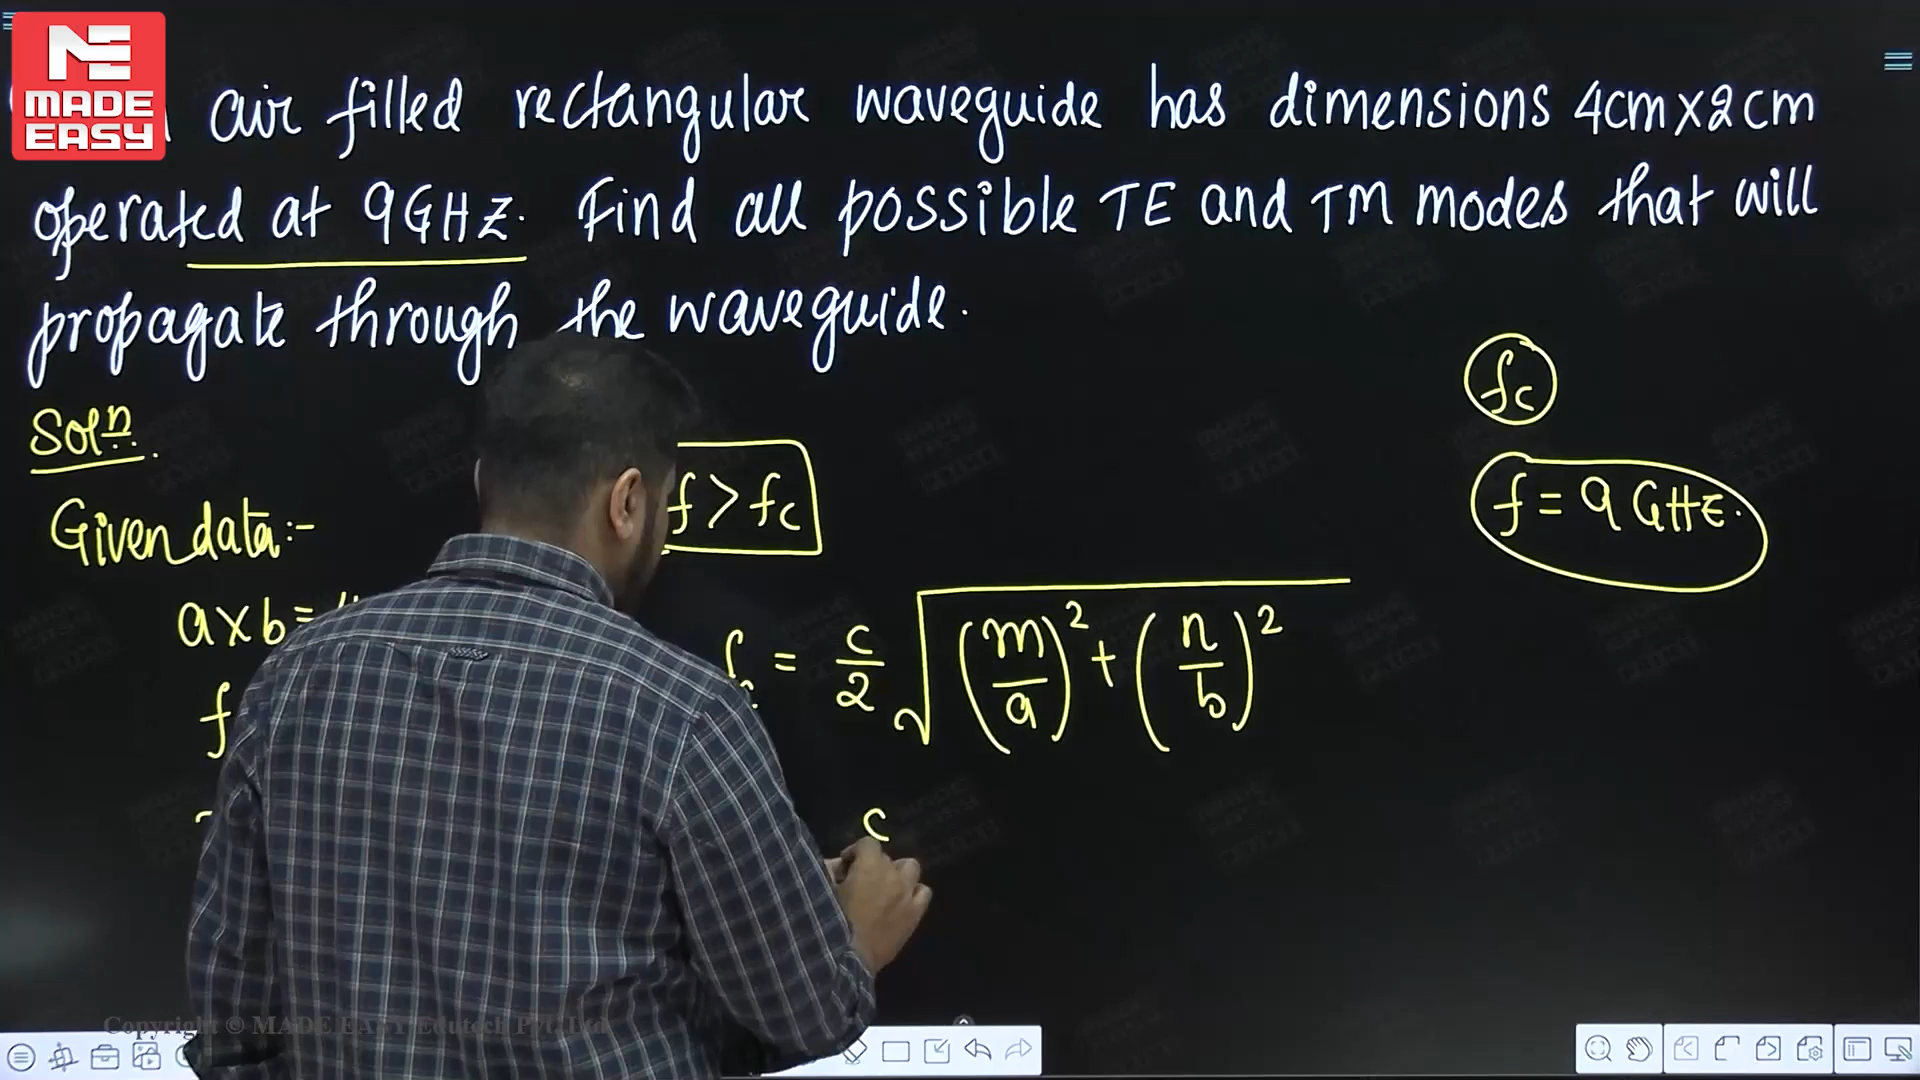 MADE
EASY
air filled rectangular waveguide has dimensions 4cmx2cm
operated at 9GHz. Find all possible TE and TM modes that will
propagate through the waveguide.
Solⁿ.
Given data:-
f > fc
fc
f = 9 GHz.
axb=
f
= c/2 √((m/a)² + (n/b)²)
c
Copyright © MADE EASY Edutech Pvt. Ltd.